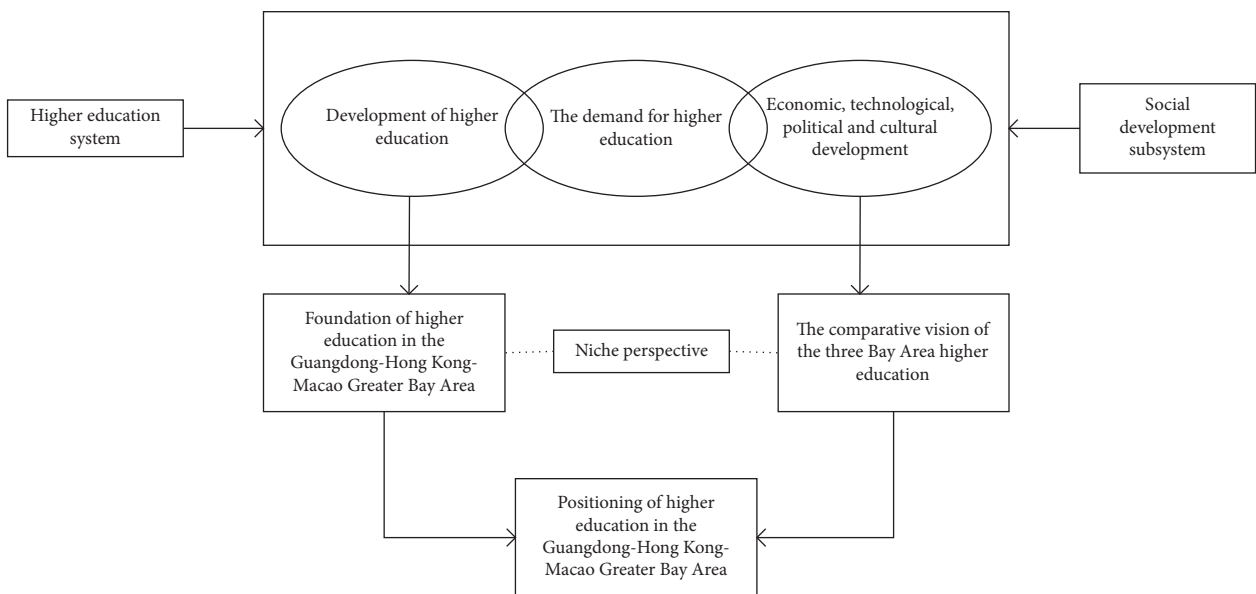 Higher education
system
Development of higher
education
The demand for higher
education
Economic, technological,
political and cultural
development
Social
development
subsystem
Foundation of higher
education in the
Guangdong-Hong Kong-
Macao Greater Bay Area
Niche perspective
The comparative vision of
the three Bay Area higher
education
Positioning of higher
education in the
Guangdong-Hong Kong-
Macao Greater Bay Area